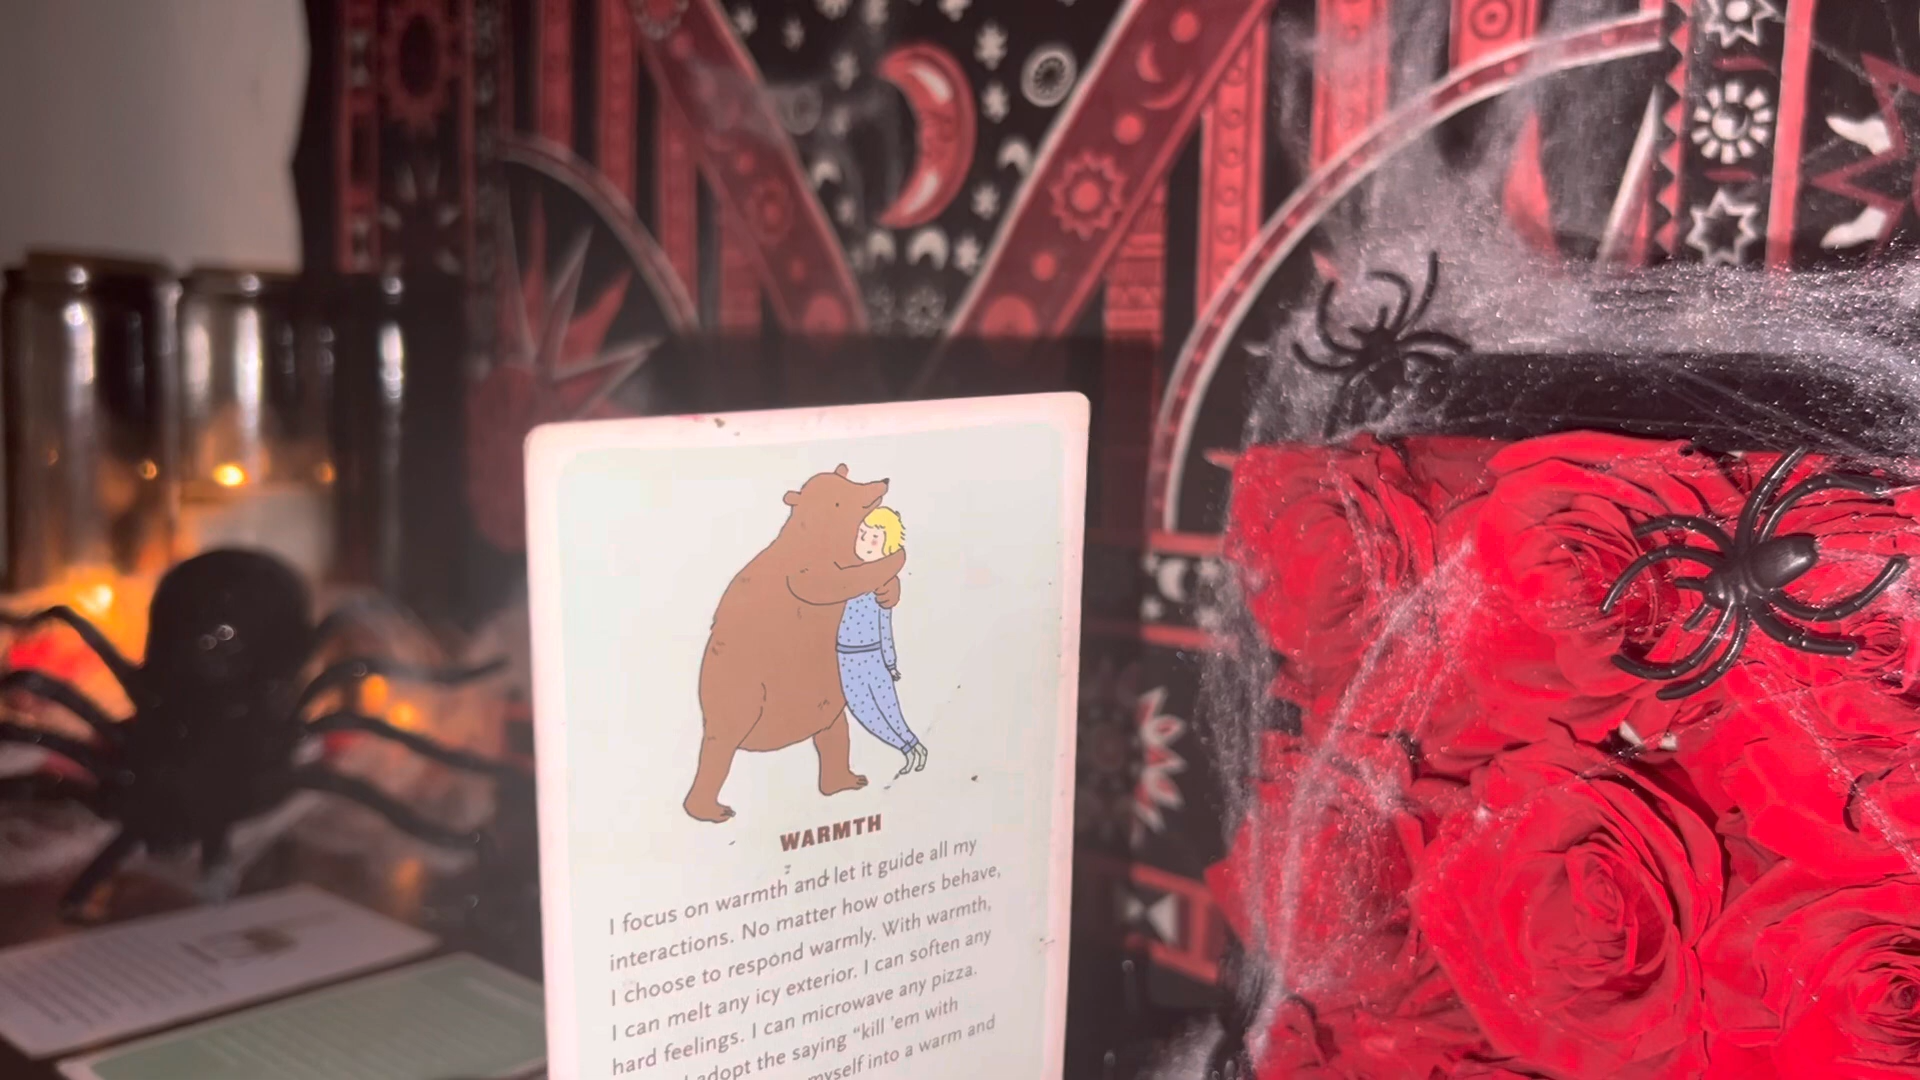 WARMTH
I focus on warmth and let it guide all my
interactions. No matter how others behave,
I choose to respond warmly. With warmth,
I can melt any icy exterior. I can soften any
hard feelings. I can microwave any pizza.
adopt the saying “kill ’em with
myself into a warm and